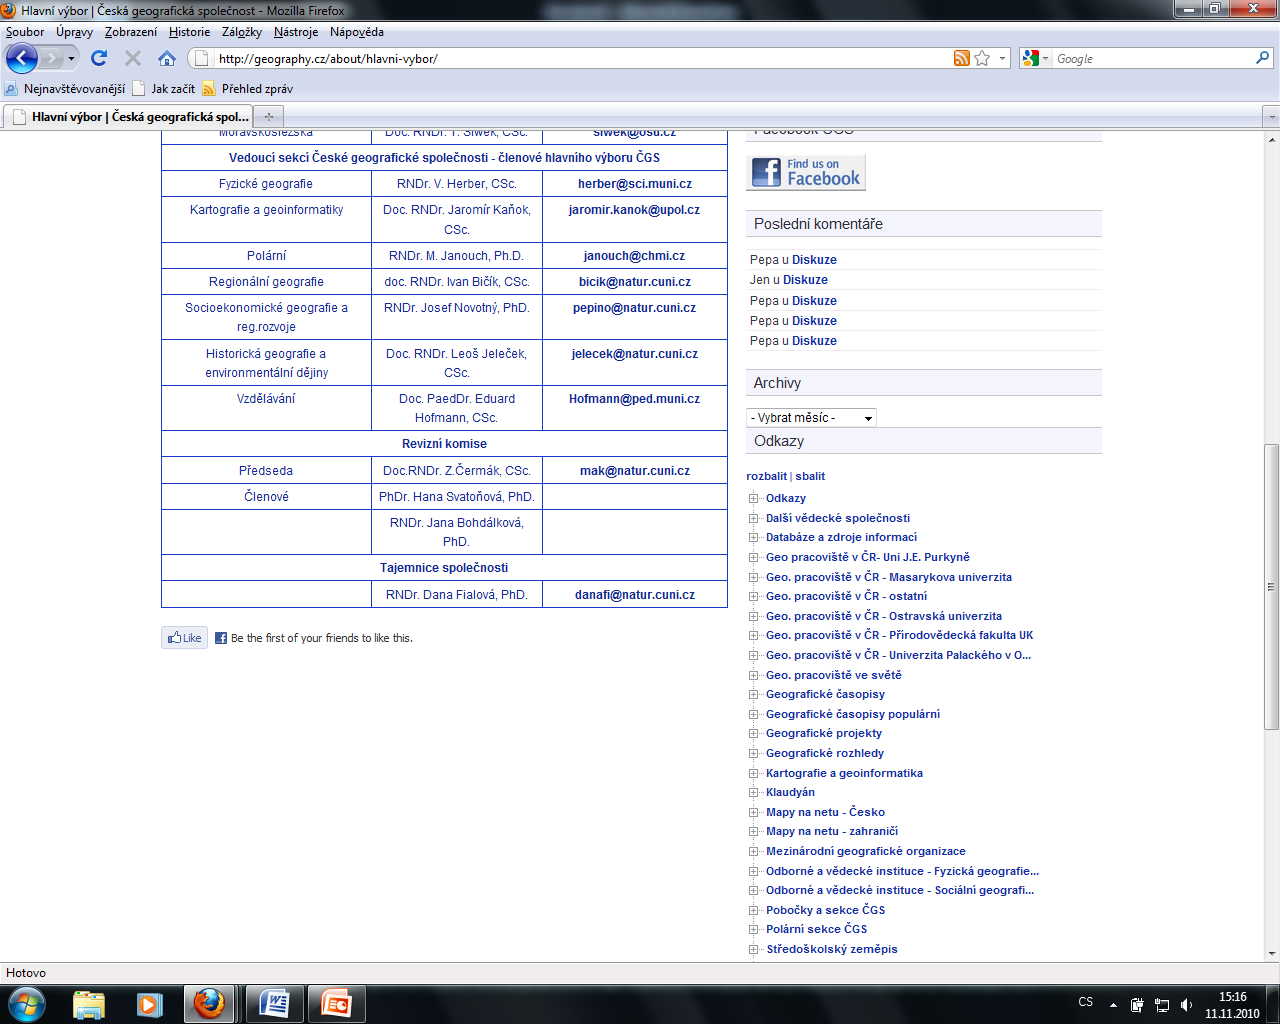 Hlavní výbor | Česká geografická společnost - Mozilla Firefox
Soubor Úpravy Zobrazení Historie Záložky Nástroje Nápověda
http://geography.cz/about/hlavni-vybor/
Google
Nejnavštěvovanější Jak začít Přehled zpráv
Hlavní výbor | Česká geografická spol...
Moravskoslezská Doc. RNDr. T. Siwek, CSc. siwek@osu.cz
Vedoucí sekcí České geografické společnosti - členové hlavního výboru ČGS
Fyzické geografie RNDr. V. Herber, CSc. herber@sci.muni.cz
Kartografie a geoinformatiky Doc. RNDr. Jaromír Kaňok, jaromir.kanok@upol.cz
CSc.
Polární RNDr. M. Janouch, Ph.D. janouch@chmi.cz
Regionální geografie doc. RNDr. Ivan Bičík, CSc. bicik@natur.cuni.cz
Socioekonomické geografie a RNDr. Josef Novotný, PhD. pepino@natur.cuni.cz
reg.rozvoje
Historická geografie a Doc. RNDr. Leoš Jeleček, jelecek@natur.cuni.cz
environmentální dějiny CSc.
Vzdělávání Doc. PaedDr. Eduard Hofmann@ped.muni.cz
Hofmann, CSc.
Revizní komise
Předseda Doc.RNDr. Z.Čermák, CSc. mak@natur.cuni.cz
Členové PhDr. Hana Svatoňová, PhD.
RNDr. Jana Bohdálková,
PhD.
Tajemnice společnosti
RNDr. Dana Fialová, PhD. danafi@natur.cuni.cz
Like Be the first of your friends to like this.
Facebook ČGS
Find us on
Facebook
Poslední komentáře
Pepa u Diskuze
Jen u Diskuze
Pepa u Diskuze
Pepa u Diskuze
Pepa u Diskuze
Archivy
- Vybrat měsíc -
Odkazy
rozbalit | sbalit
Odkazy
Další vědecké společnosti
Databáze a zdroje informací
Geo pracoviště v ČR- Uni J.E. Purkyně
Geo. pracoviště v ČR - Masarykova univerzita
Geo. pracoviště v ČR - ostatní
Geo. pracoviště v ČR - Ostravská univerzita
Geo. pracoviště v ČR - Přirodovědecká fakulta UK
Geo. pracoviště v ČR - Univerzita Palackého v O...
Geo. pracoviště ve světě
Geografické časopisy
Geografické časopisy populární
Geografické projekty
Geografické rozhledy
Kartografie a geoinformatika
Klaudyán
Mapy na netu - Česko
Mapy na netu - zahraničí
Mezinárodní geografické organizace
Odborné a vědecké instituce - Fyzická geografie...
Odborné a vědecké instituce - Sociální geografi...
Pobočky a sekce ČGS
Polární sekce ČGS
Středoškolský zeměpis
Hotovo
CS 15:16
11.11.2010